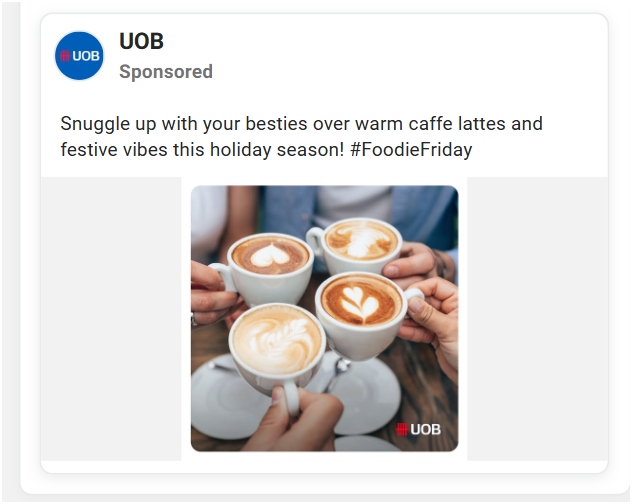 UOB
UOB
Sponsored
Snuggle up with your besties over warm caffe lattes and
festive vibes this holiday season! #FoodieFriday
UOB